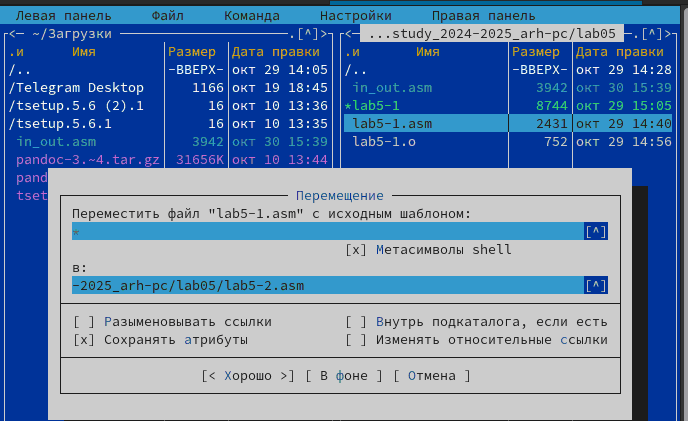 Левая панель Файл Команда Настройки Правая панель
<— ~/Загрузки —.[^]>
<— ...study_2024-2025_arh-pc/lab05 —.[^]>
.и Имя Размер Дата правки
/.. -ВВЕРХ- окт 29 14:05
/Telegram Desktop 1166 окт 19 18:45
/tsetup.5.6 (2).1 16 окт 10 13:36
/tsetup.5.6.1 16 окт 10 13:35
in_out.asm 3942 окт 30 15:39
pandoc-3.~4.tar.gz 31656K окт 10 13:44
pand
tset
.и Имя Размер Дата правки
/.. -ВВЕРХ- окт 29 14:28
in_out.asm 3942 окт 30 15:39
*lab5-1 8744 окт 29 15:05
lab5-1.asm 2431 окт 29 14:40
lab5-1.o 752 окт 29 14:56
Перемещение
Переместить файл "lab5-1.asm" с исходным шаблоном:
* [^]
[x] Метасимволы shell
в:
-2025_arh-pc/lab05/lab5-2.asm [^]
[ ] Разыменовывать ссылки [ ] Внутрь подкаталога, если есть
[x] Сохранять атрибуты [ ] Изменять относительные ссылки
[< Хорошо >] [ В фоне ] [ Отмена ]